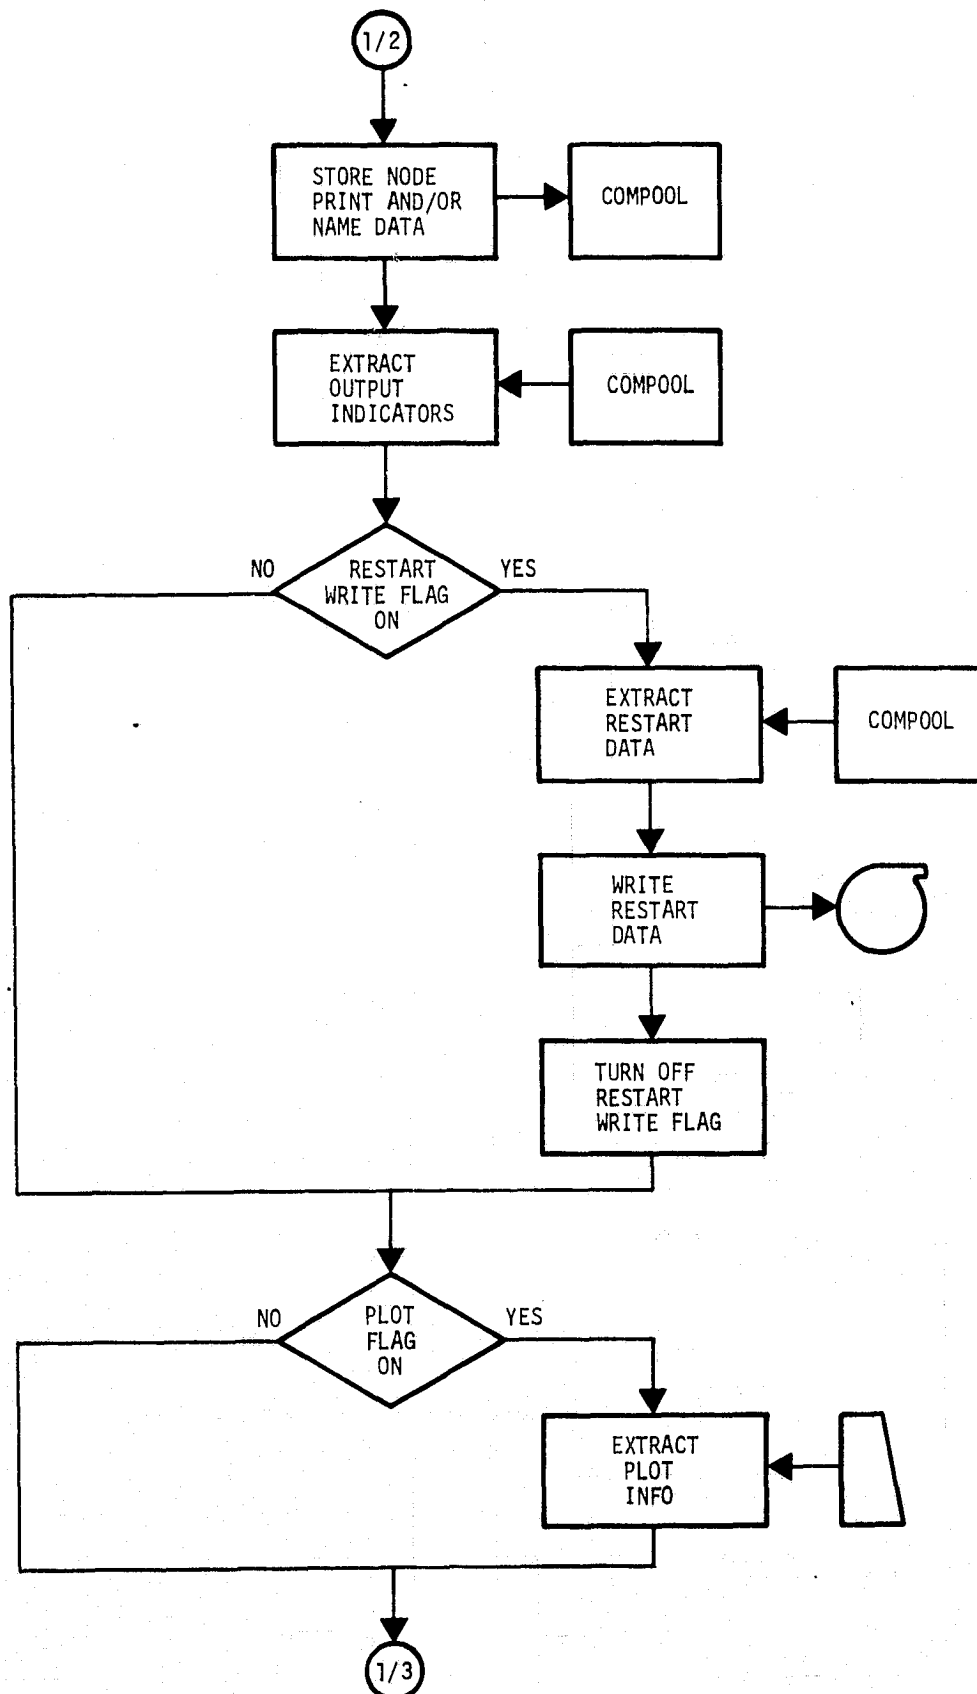 1/2
STORE NODE
PRINT AND/OR
NAME DATA
COMPOOL
EXTRACT
OUTPUT
INDICATORS
COMPOOL
NO
RESTART
WRITE FLAG
ON
YES
EXTRACT
RESTART
DATA
COMPOOL
WRITE
RESTART
DATA
TURN OFF
RESTART
WRITE FLAG
NO
PLOT
FLAG
ON
YES
EXTRACT
PLOT
INFO
1/3